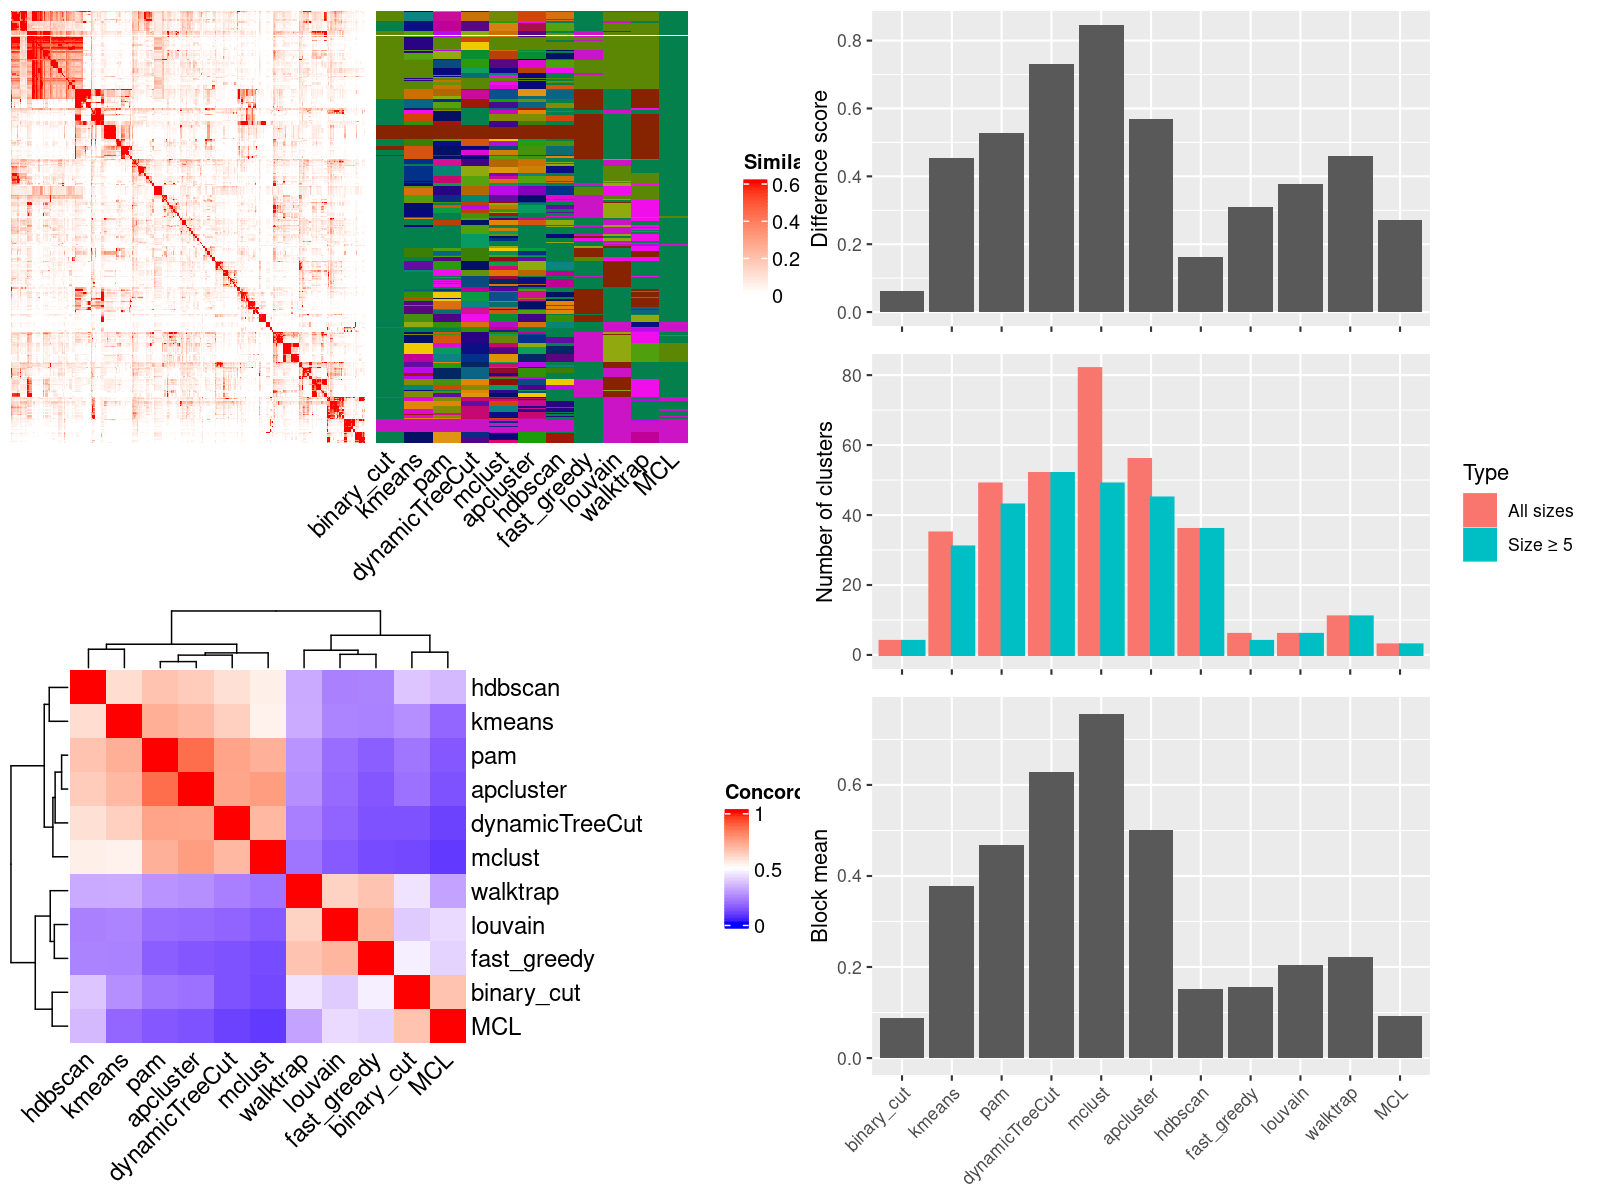 Simila
0.6
0.4
0.2
0
binary_cut
kmeans
pam
dynamicTreeCut
mclust
apcluster
hdbscan
fast_greedy
louvain
walktrap
MCL
Difference score
0.8
0.6
0.4
0.2
0.0
Number of clusters
80
60
40
20
0
Type
All sizes
Size ≥ 5
Block mean
0.6
0.4
0.2
0.0
binary_cut
kmeans
pam
dynamicTreeCut
mclust
apcluster
hdbscan
fast_greedy
louvain
walktrap
MCL
hdbscan
kmeans
pam
apcluster
dynamicTreeCut
mclust
walktrap
louvain
fast_greedy
binary_cut
MCL
Concord
1
0.5
0
hdbscan
kmeans
pam
apcluster
dynamicTreeCut
mclust
walktrap
louvain
fast_greedy
binary_cut
MCL